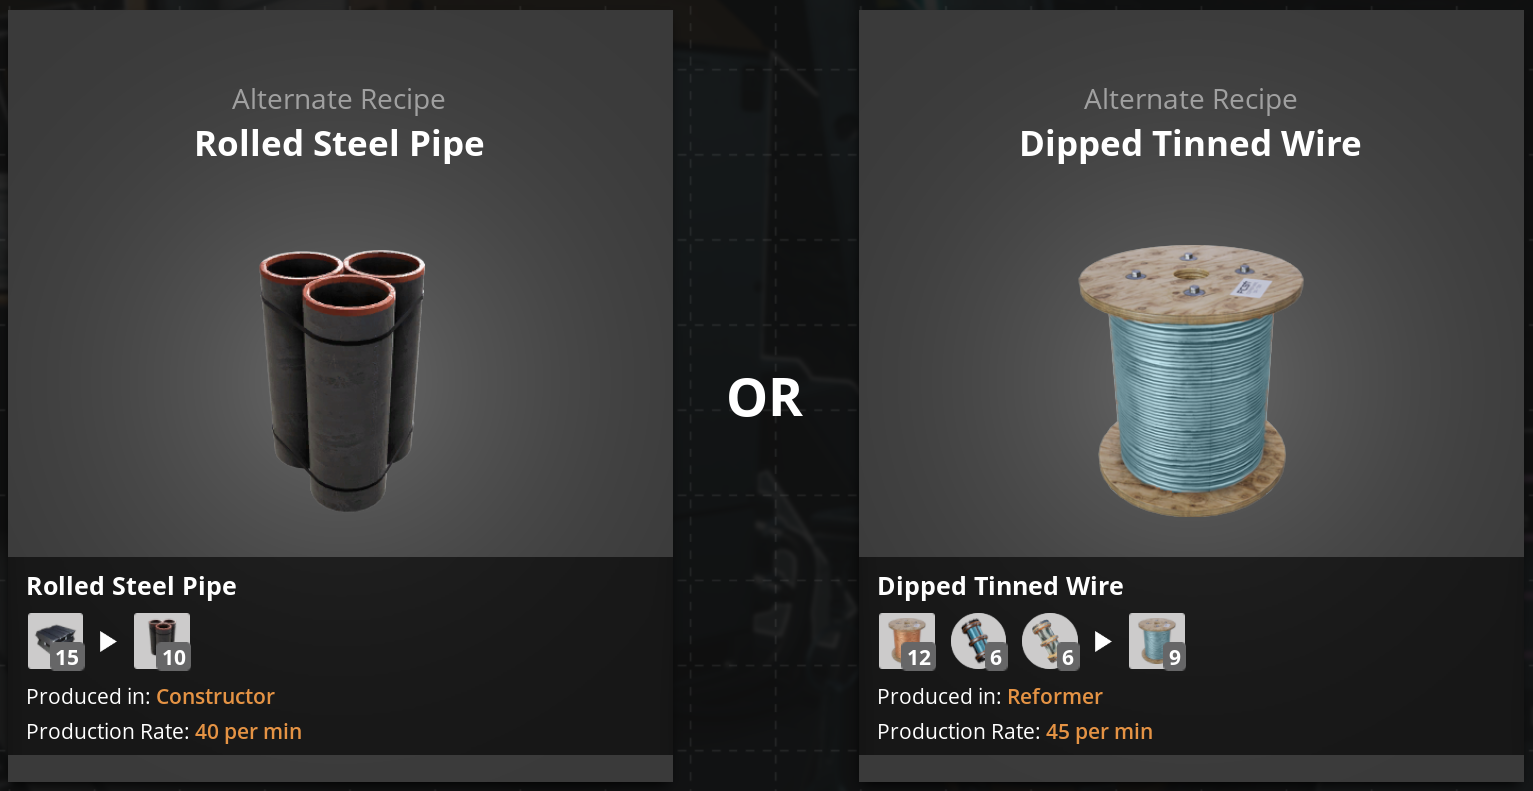 Alternate Recipe
Rolled Steel Pipe
Rolled Steel Pipe
15
10
Produced in: Constructor
Production Rate: 40 per min
OR
Alternate Recipe
Dipped Tinned Wire
Dipped Tinned Wire
12
6
6
9
Produced in: Reformer
Production Rate: 45 per min